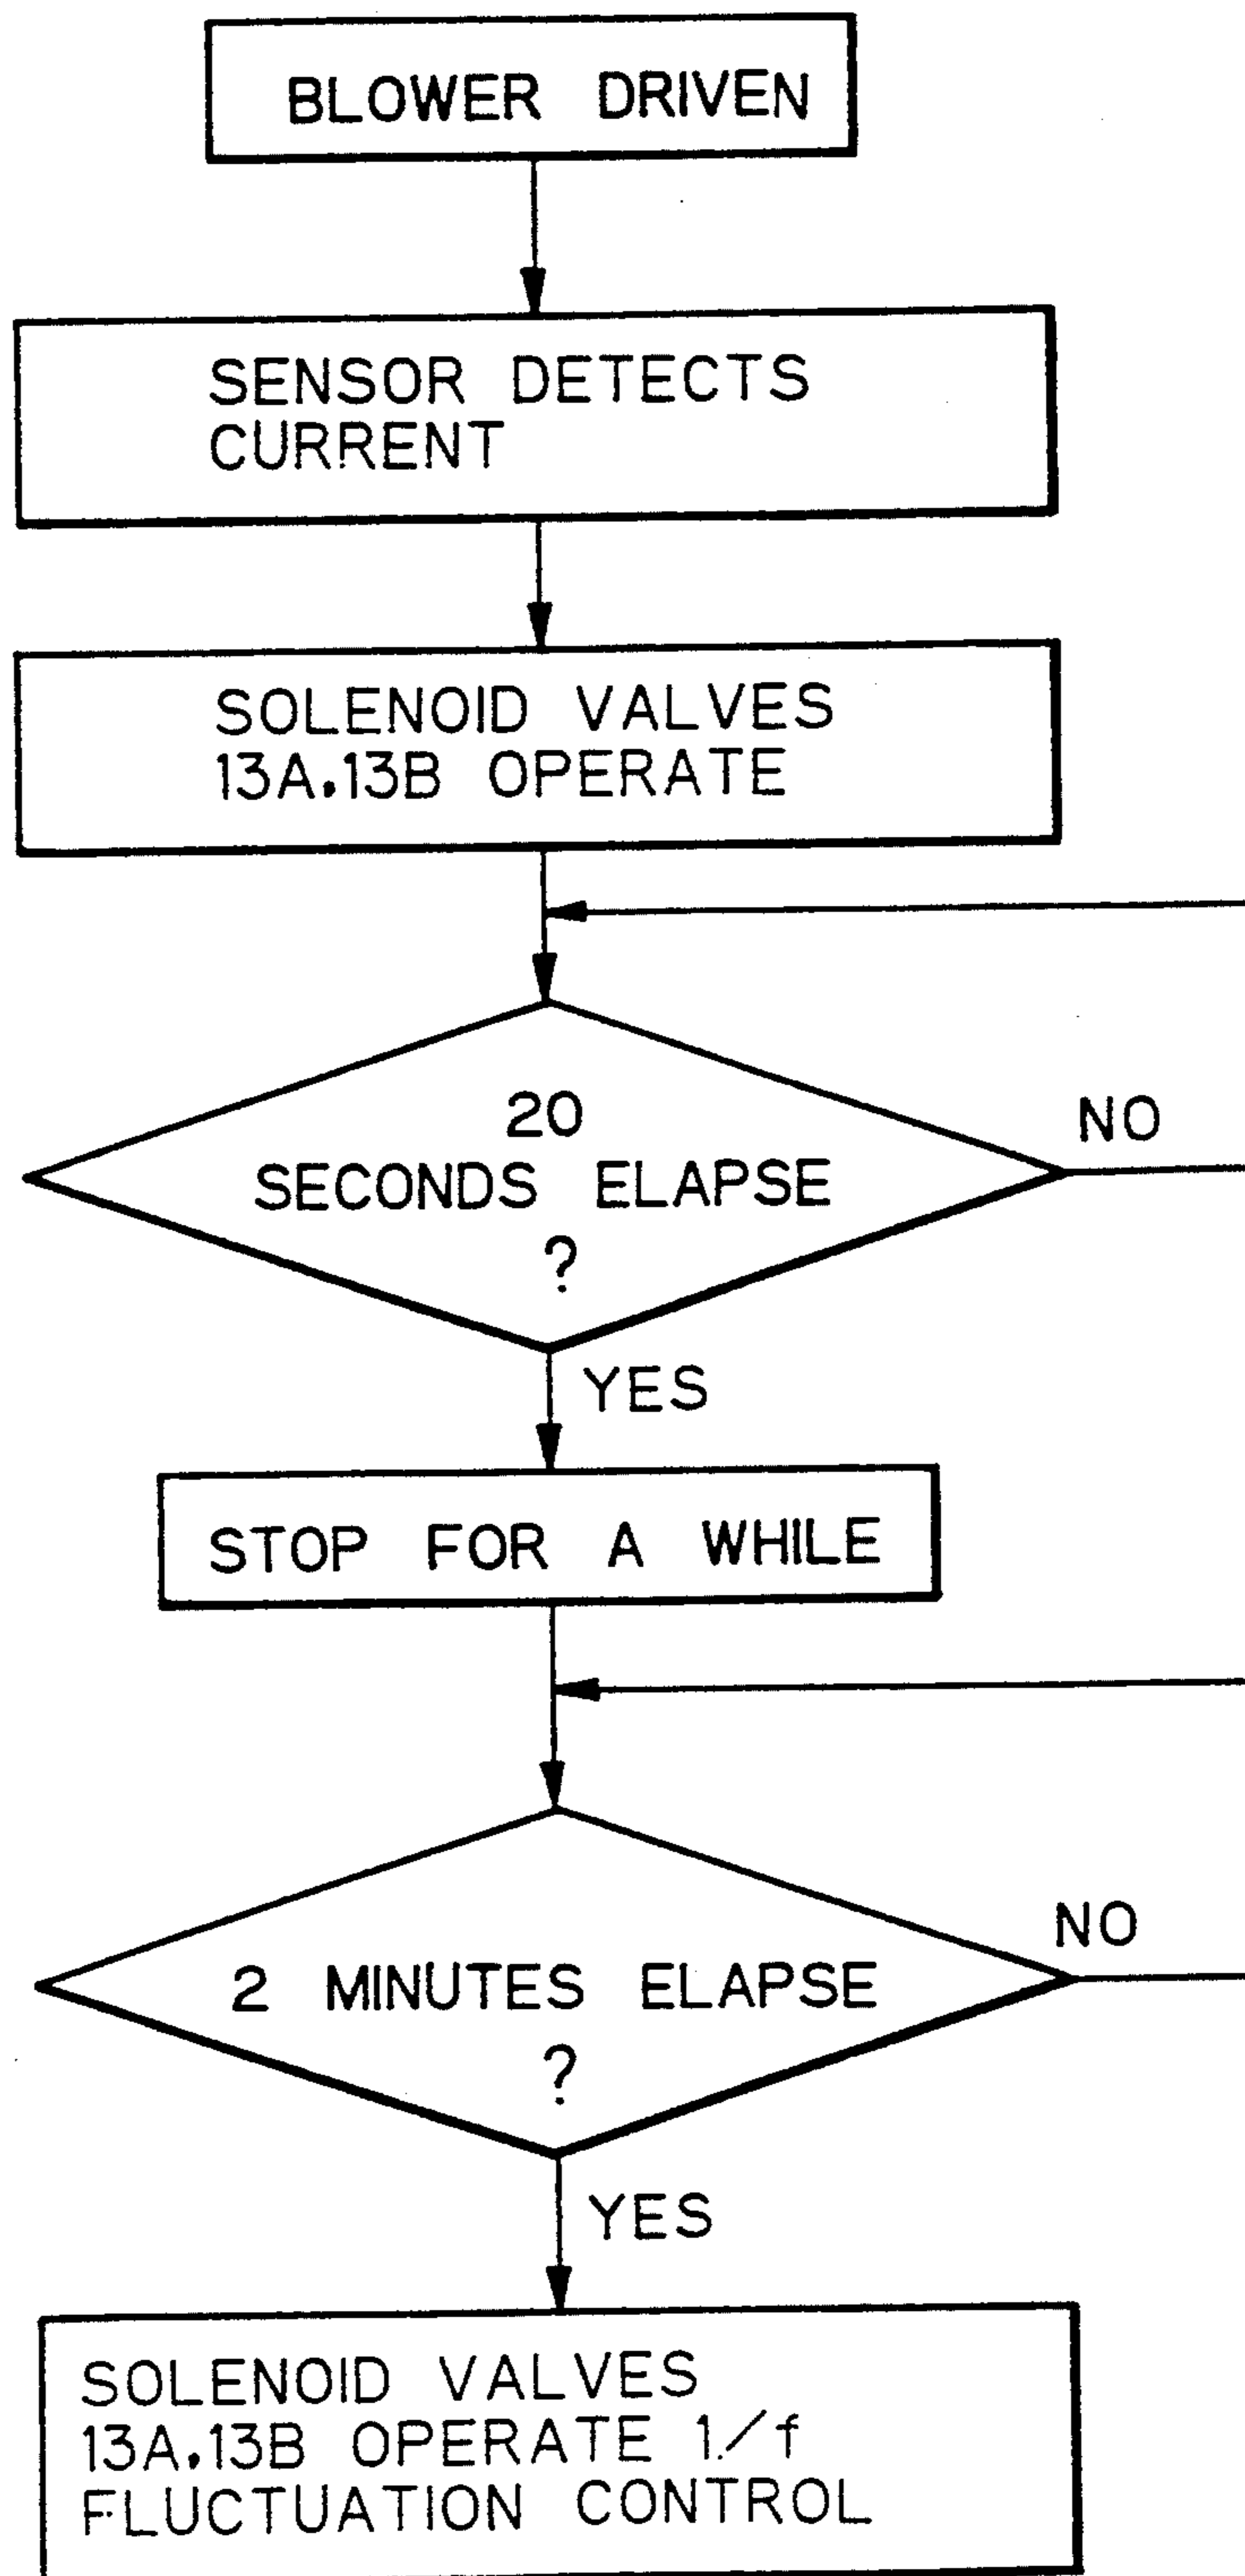 BLOWER DRIVEN
SENSOR DETECTS
CURRENT
SOLENOID VALVES
13A.13B OPERATE
20
SECONDS ELAPSE
?
NO
YES
STOP FOR A WHILE
2 MINUTES ELAPSE
?
NO
YES
SOLENOID VALVES
13A.13B OPERATE 1/f
FLUCTUATION CONTROL